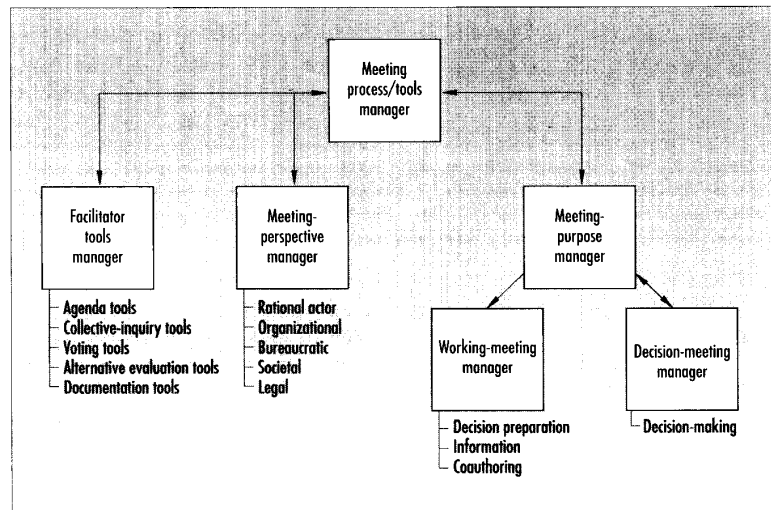 Meeting
process/tools
manager
Facilitator
tools
manager
Meeting-
perspective
manager
Meeting-
purpose
manager
Agenda tools
Collective-inquiry tools
Voting tools
Alternative evaluation tools
Documentation tools
Rational actor
Organizational
Bureaucratic
Societal
Legal
Working-meeting
manager
Decision-meeting
manager
Decision preparation
Information
Coauthoring
Decision-making